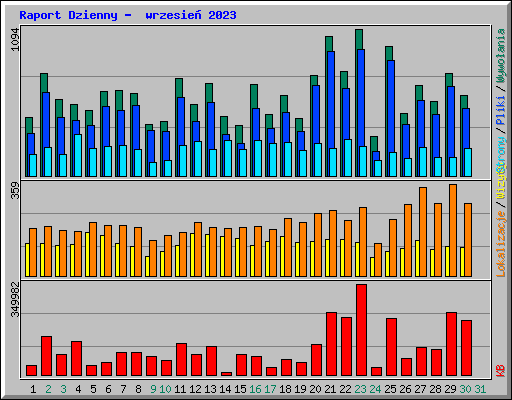 Raport Dzienny - wrzesień 2023
1094
389
349982
Wywołania
Pliki /
Strony /
Lokalizacje /
KB
1 2 3 4 5 6 7 8 9 10 11 12 13 14 15 16 17 18 19 20 21 22 23 24 25 26 27 28 29 30 31